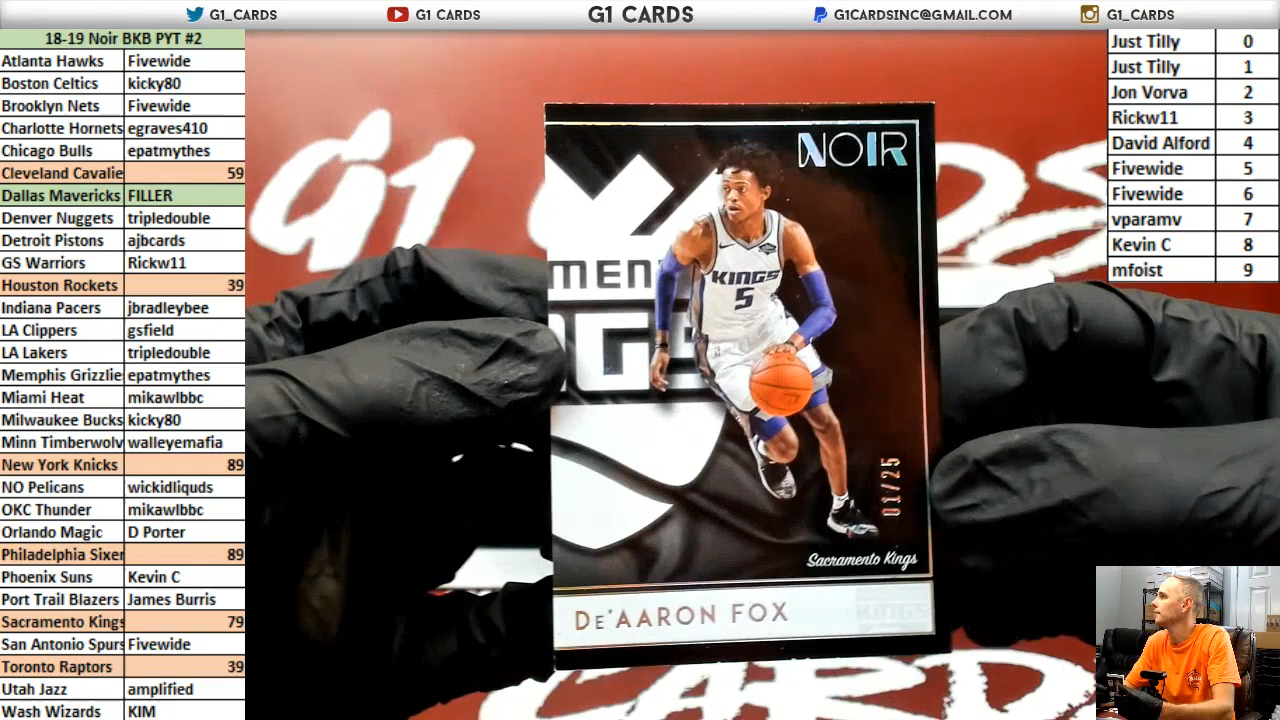 G1_CARDS
G1 CARDS
G1 CARDS
G1CARDSINC@GMAIL.COM
G1_CARDS
18-19 Noir BKB PYT #2
Atlanta Hawks Fivewide
Boston Celtics kicky80
Brooklyn Nets Fivewide
Charlotte Hornets egraves410
Chicago Bulls epatmythes
Cleveland Cavalie 59
Dallas Mavericks FILLER
Denver Nuggets tripledouble
Detroit Pistons ajbcards
GS Warriors Rickw11
Houston Rockets 39
Indiana Pacers jbradleybee
LA Clippers gsfield
LA Lakers tripledouble
Memphis Grizzlie epatmythes
Miami Heat mikawlbbc
Milwaukee Bucks kicky80
Minn Timberwolv walleyemafia
New York Knicks 89
NO Pelicans wickidliquds
OKC Thunder mikawlbbc
Orlando Magic D Porter
Philadelphia Sixer 89
Phoenix Suns Kevin C
Port Trail Blazers James Burris
Sacramento Kings 79
San Antonio Spurs Fivewide
Toronto Raptors 39
Utah Jazz amplified
Wash Wizards KIM
G1 CARDS
NOIR
KINGS
5
01/25
Sacramento Kings
DE'AARON FOX
KINGS
CARD
Just Tilly 0
Just Tilly 1
Jon Vorva 2
Rickw11 3
David Alford 4
Fivewide 5
Fivewide 6
vparamv 7
Kevin C 8
mfoist 9